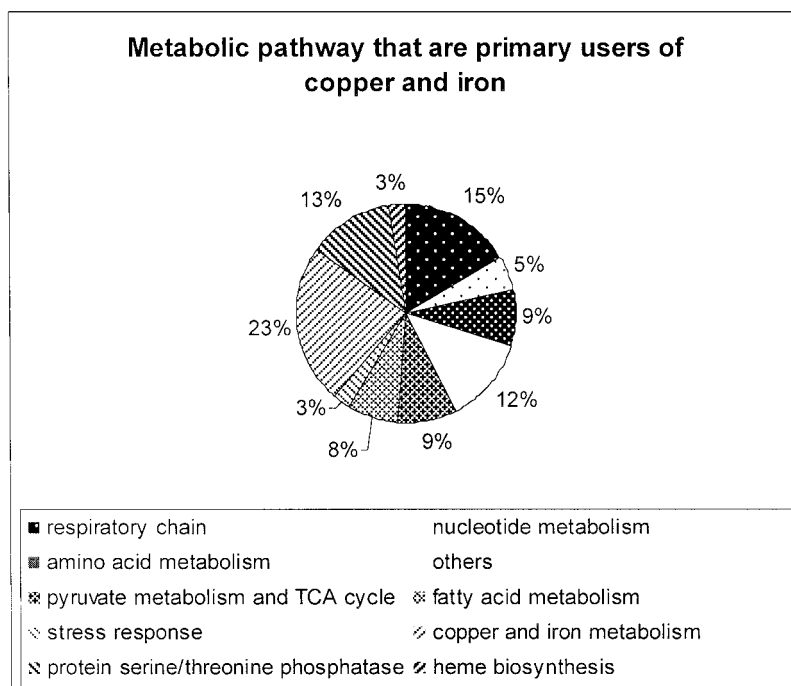 Metabolic pathway that are primary users of
copper and iron
3%
13%
15%
5%
9%
23%
12%
3%
8%
9%
respiratory chain nucleotide metabolism
amino acid metabolism others
pyruvate metabolism and TCA cycle fatty acid metabolism
stress response copper and iron metabolism
protein serine/threonine phosphatase heme biosynthesis